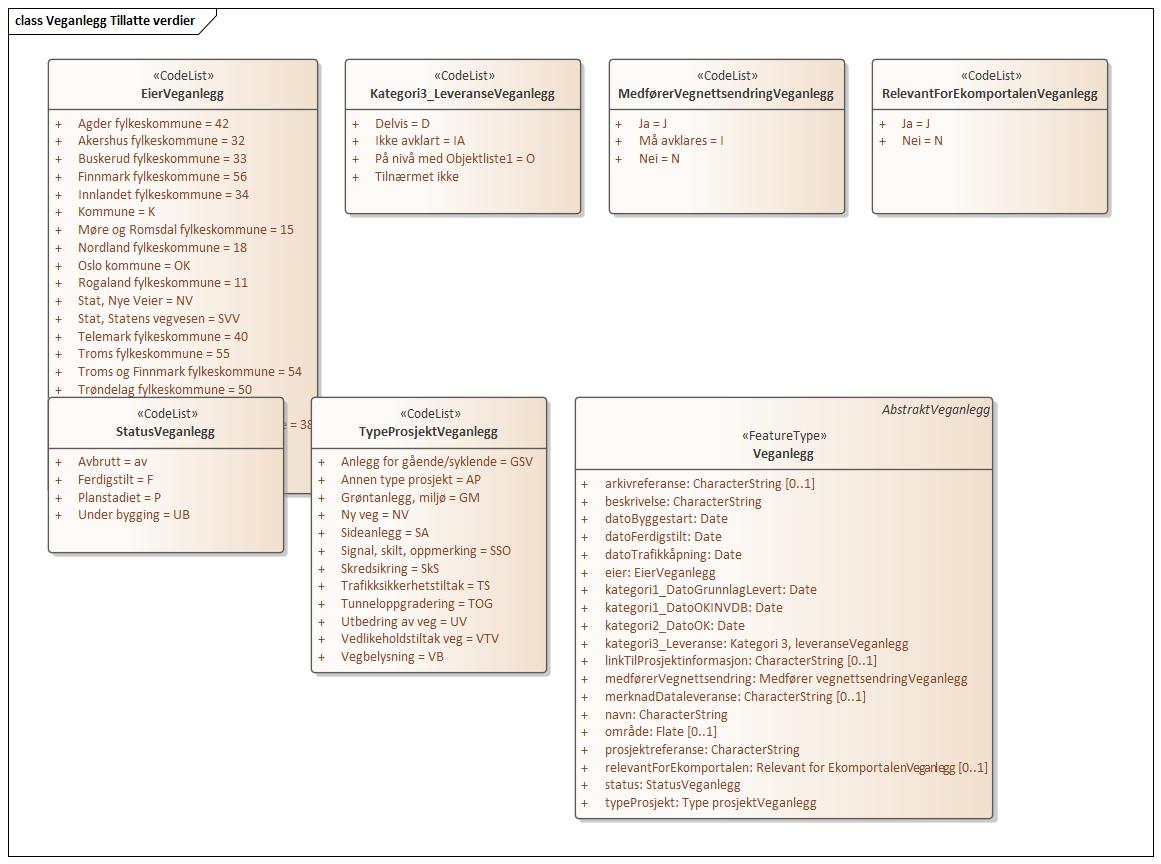 class Veganlegg Tillatte verdier
«CodeList»
EierVeganlegg
+ Agder fylkeskommune = 42
+ Akershus fylkeskommune = 32
+ Buskerud fylkeskommune = 33
+ Finnmark fylkeskommune = 56
+ Innlandet fylkeskommune = 34
+ Kommune = K
+ Møre og Romsdal fylkeskommune = 15
+ Nordland fylkeskommune = 18
+ Oslo kommune = OK
+ Rogaland fylkeskommune = 11
+ Stat, Nye Veier = NV
+ Stat, Statens vegvesen = SVV
+ Telemark fylkeskommune = 40
+ Troms fylkeskommune = 55
+ Troms og Finnmark fylkeskommune = 54
+ Trøndelag fylkeskommune = 50
= 38
«CodeList»
Kategori3_LeveranseVeganlegg
+ Delvis = D
+ Ikke avklart = IA
+ På nivå med Objektliste1 = O
+ Tilnærmet ikke
«CodeList»
MedførerVegnettsendringVeganlegg
+ Ja = J
+ Må avklares = I
+ Nei = N
«CodeList»
RelevantForEkomportalenVeganlegg
+ Ja = J
+ Nei = N
«CodeList»
StatusVeganlegg
+ Avbrutt = av
+ Ferdigstilt = F
+ Planstadiet = P
+ Under bygging = UB
«CodeList»
TypeProsjektVeganlegg
+ Anlegg for gående/syklende = GSV
+ Annen type prosjekt = AP
+ Grøntanlegg, miljø = GM
+ Ny veg = NV
+ Sideanlegg = SA
+ Signal, skilt, oppmerking = SSO
+ Skredsikring = SkS
+ Trafikksikkerhetstiltak = TS
+ Tunneloppgradering = TOG
+ Utbedring av veg = UV
+ Vedlikeholdstiltak veg = VTV
+ Vegbelysning = VB
AbstraktVeganlegg
«FeatureType»
Veganlegg
+ arkivreferanse: CharacterString [0..1]
+ beskrivelse: CharacterString
+ datoByggestart: Date
+ datoFerdigstilt: Date
+ datoTrafikkåpning: Date
+ eier: EierVeganlegg
+ kategori1_DatoGrunnlagLevert: Date
+ kategori1_DatoOKINVDB: Date
+ kategori2_DatoOK: Date
+ kategori3_Leveranse: Kategori 3, leveranseVeganlegg
+ linkTilProsjektinformasjon: CharacterString [0..1]
+ medførerVegnettsendring: Medfører vegnettsendringVeganlegg
+ merknadDataleveranse: CharacterString [0..1]
+ navn: CharacterString
+ område: Flate [0..1]
+ prosjektreferanse: CharacterString
+ relevantForEkomportalen: Relevant for EkomportalenVeganlegg [0..1]
+ status: StatusVeganlegg
+ typeProsjekt: Type prosjektVeganlegg